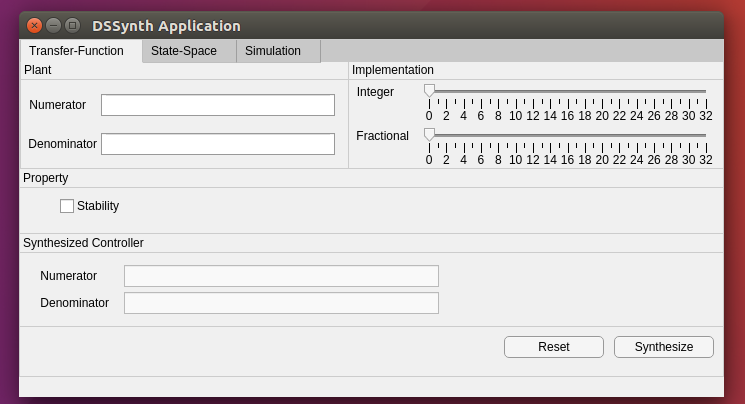 DSSynth Application
Transfer-Function State-Space Simulation
Plant
Numerator
Denominator
Implementation
Integer
0 2 4 6 8 10 12 14 16 18 20 22 24 26 28 30 32
Fractional
0 2 4 6 8 10 12 14 16 18 20 22 24 26 28 30 32
Property
Stability
Synthesized Controller
Numerator
Denominator
Reset Synthesize